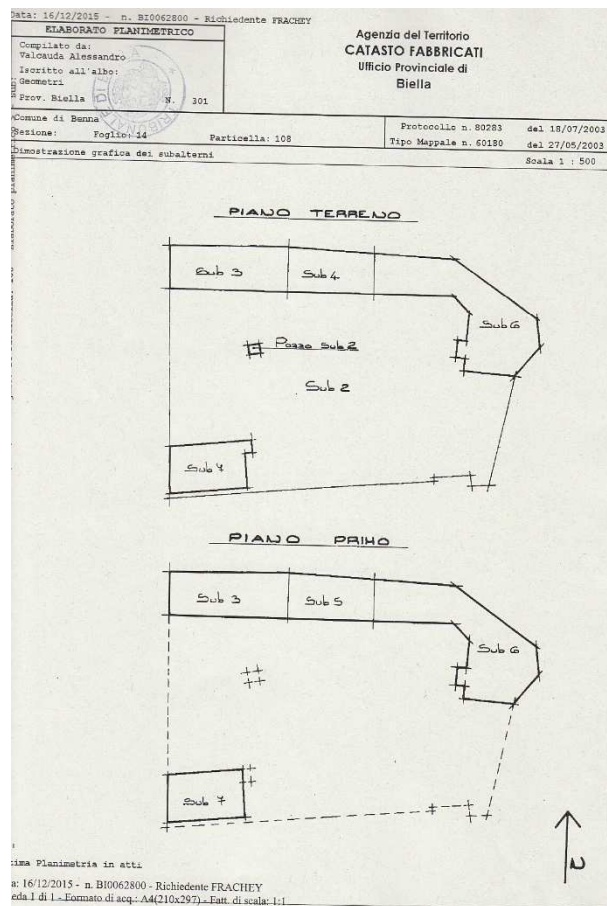 Data: 16/12/2015 - n. BI0062800 - Richiedente FRACHEY
ELABORATO PLANIMETRICO
Compilato da:
Valcauda Alessandro
Iscritto all'albo:
Geometri
Prov. Biella N. 301
Agenzia del Territorio
CATASTO FABBRICATI
Ufficio Provinciale di
Biella
Comune di Benna
Sezione: Foglio: 14 Particella: 108
Protocollo n. 80283 del 18/07/2003
Tipo Mappale n. 60180 del 27/05/2003
Dimostrazione grafica dei subalterni
Scala 1 : 500
PIANO TERRENO
Sub 3
Sub 4
Sub 6
Pozzo Sub 2
Sub 2
Sub 4
PIANO PRIMO
Sub 3
Sub 5
Sub 6
Sub 7
N
ima Planimetria in atti
a: 16/12/2015 - n. BI0062800 - Richiedente FRACHEY
eda 1 di 1 - Formato di acq.: A4(210x297) - Fatt. di scala: 1:1